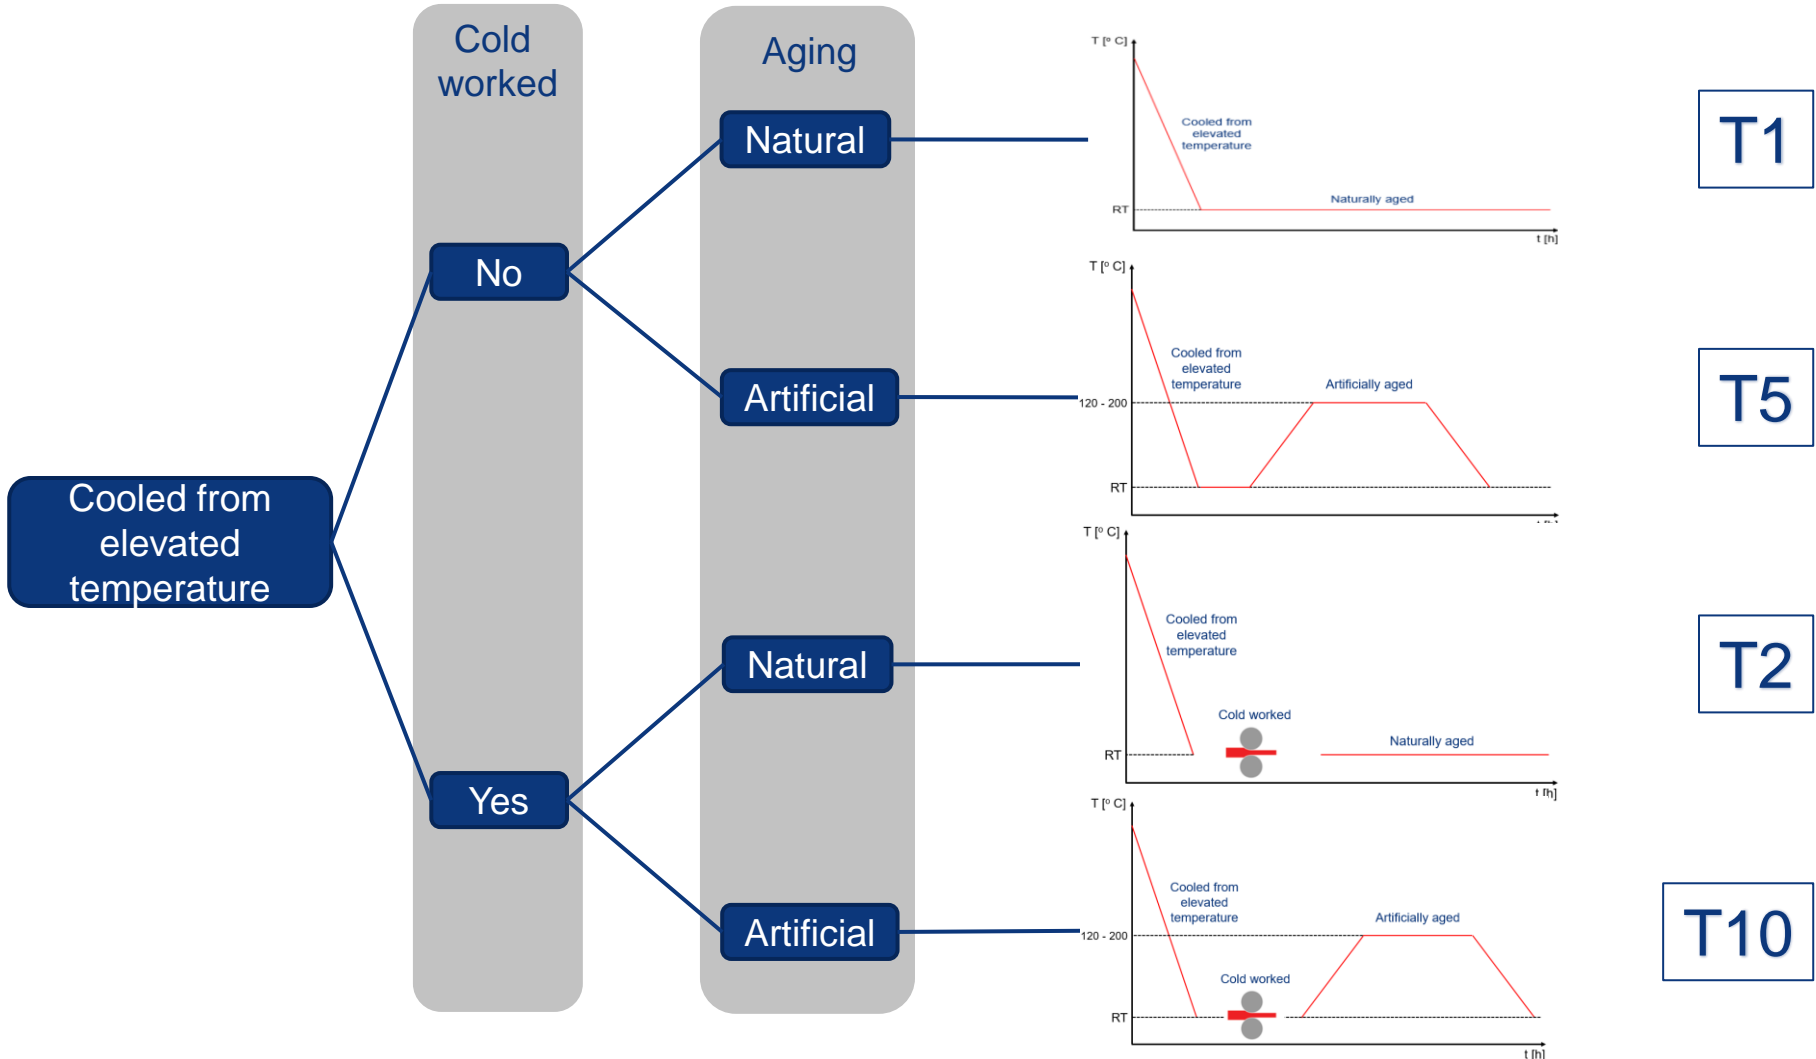 Cold
worked
Aging
Cooled from
elevated
temperature
No
Yes
Natural
Artificial
Natural
Artificial
T [° C]
Cooled from
elevated
temperature
Naturally aged
RT
t [h]
T1
T [° C]
Cooled from
elevated
temperature
Artificially aged
120 - 200
RT
t [h]
T5
T [° C]
Cooled from
elevated
temperature
Cold worked
Naturally aged
RT
t [h]
T2
T [° C]
Cooled from
elevated
temperature
Artificially aged
120 - 200
Cold worked
RT
t [h]
T10